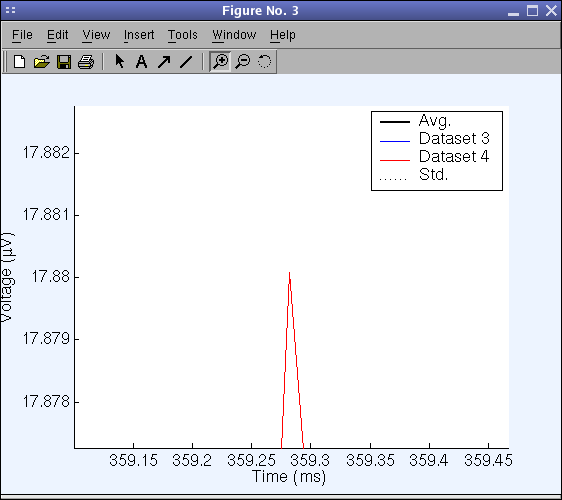 Figure No. 3
File Edit View Insert Tools Window Help
A
Avg.
Dataset 3
Dataset 4
Std.
17.882
17.881
17.88
17.879
17.878
Voltage (µV)
359.15 359.2 359.25 359.3 359.35 359.4 359.45
Time (ms)